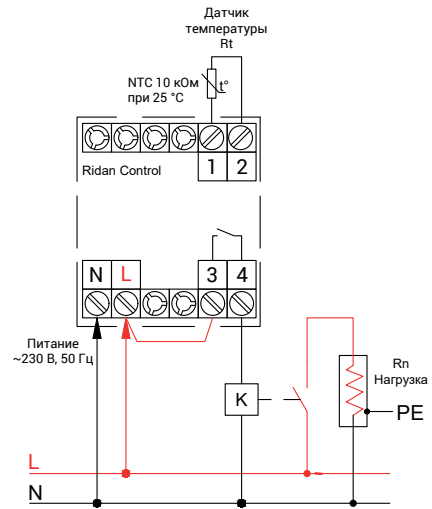 Датчик
температуры
Rt
NTC 10 кОм
при 25 °C
t°
Ridan Control
1 2
N L 3 4
Питание
~230 В, 50 Гц
K
Rn
Нагрузка
PE
L
N